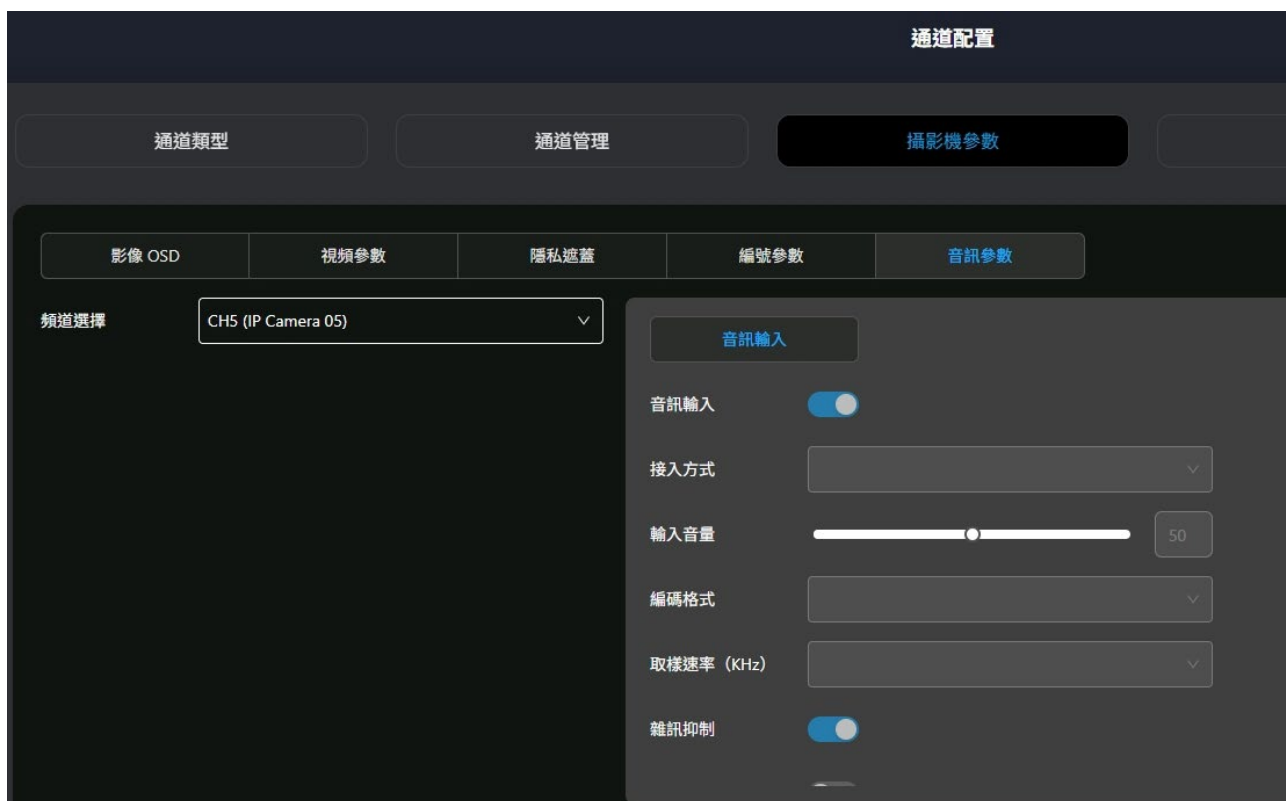 通道配置
通道類型
通道管理
攝影機參數
影像 OSD
視頻參數
隱私遮蓋
編號參數
音訊參數
頻道選擇
CH5 (IP Camera 05)
音訊輸入
音訊輸入
接入方式
輸入音量
50
編碼格式
取樣速率（KHz）
雜訊抑制